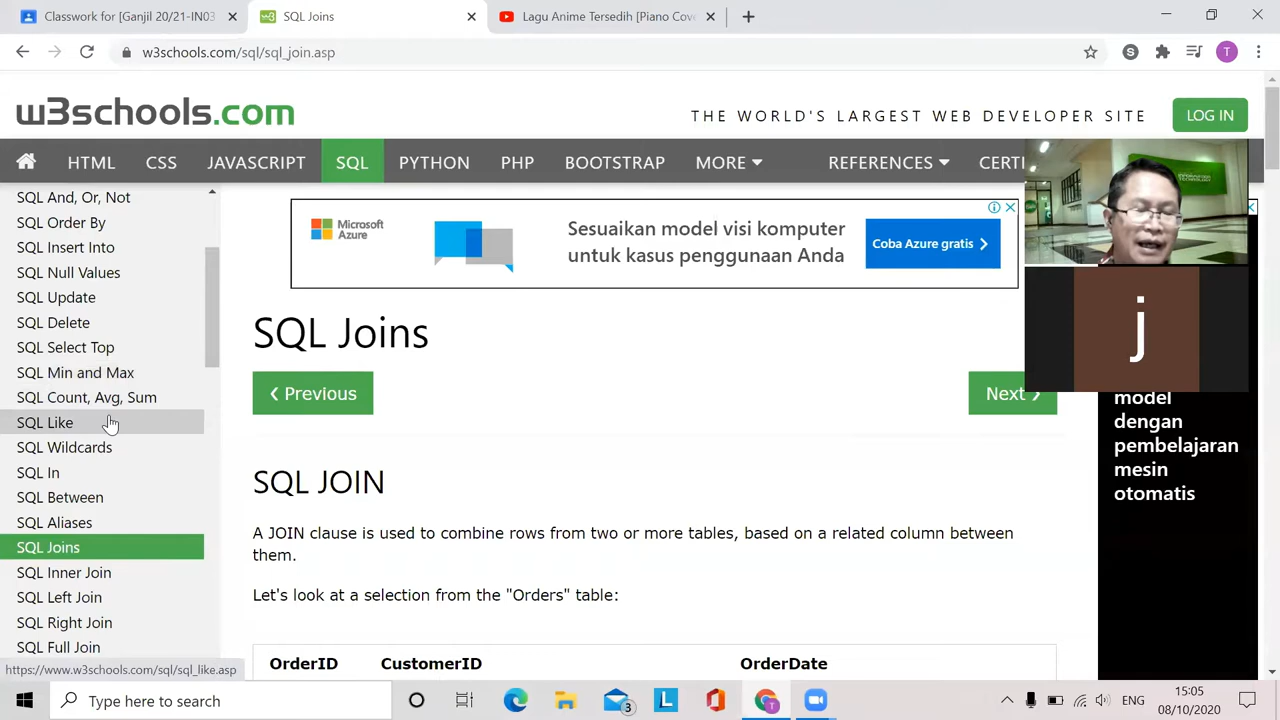 Classwork for [Ganjil 20/21-IN03
SQL Joins
Lagu Anime Tersedih [Piano Cov
w3schools.com/sql/sql_join.asp
S
T
w3schools.com
THE WORLD'S LARGEST WEB DEVELOPER SITE
LOG IN
HTML
CSS
JAVASCRIPT
SQL
PYTHON
PHP
BOOTSTRAP
MORE
REFERENCES
CERTI
SQL And, Or, Not
SQL Order By
SQL Insert Into
SQL Null Values
SQL Update
SQL Delete
SQL Select Top
SQL Min and Max
SQL Count, Avg, Sum
SQL Like
SQL Wildcards
SQL In
SQL Between
SQL Aliases
SQL Joins
SQL Inner Join
SQL Left Join
SQL Right Join
SQL Full Join
https://www.w3schools.com/sql/sql_like.asp
Microsoft
Azure
Sesuaikan model visi komputer
untuk kasus penggunaan Anda
Coba Azure gratis
SQL Joins
❮ Previous
Next ❯
SQL JOIN
A JOIN clause is used to combine rows from two or more tables, based on a related column between
them.
Let's look at a selection from the "Orders" table:
OrderID CustomerID OrderDate
j
model
dengan
pembelajaran
mesin
otomatis
Type here to search
3
L
T
ENG
15:05
08/10/2020